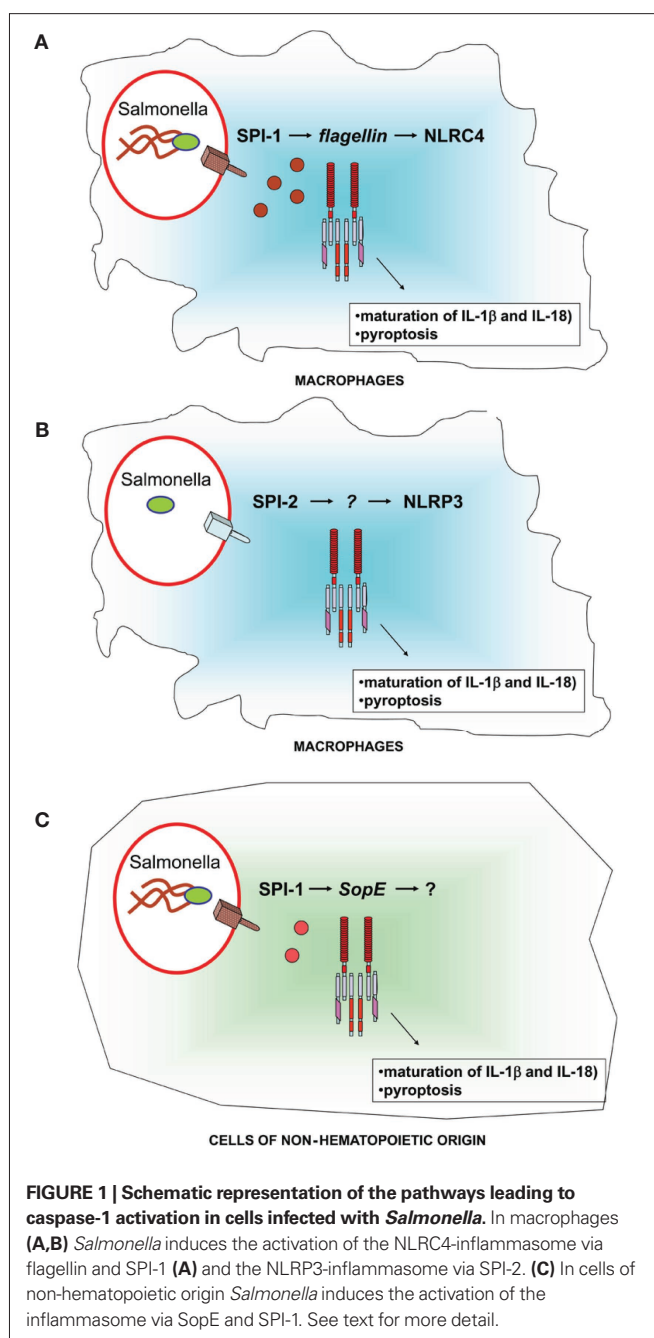 A
Salmonella
SPI-1 → flagellin → NLRC4
•maturation of IL-1β and IL-18)
•pyroptosis
MACROPHAGES
B
Salmonella
SPI-2 → ? → NLRP3
•maturation of IL-1β and IL-18)
•pyroptosis
MACROPHAGES
C
Salmonella
SPI-1 → SopE → ?
•maturation of IL-1β and IL-18)
•pyroptosis
CELLS OF NON-HEMATOPOIETIC ORIGIN
FIGURE 1 | Schematic representation of the pathways leading to
caspase-1 activation in cells infected with Salmonella. In macrophages
(A,B) Salmonella induces the activation of the NLRC4-inflammasome via
flagellin and SPI-1 (A) and the NLRP3-inflammasome via SPI-2. (C) In cells of
non-hematopoietic origin Salmonella induces the activation of the
inflammasome via SopE and SPI-1. See text for more detail.